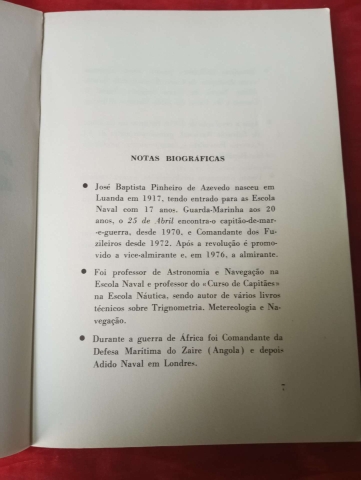 NOTAS BIOGRÁFICAS
● José Baptista Pinheiro de Azevedo nasceu em
Luanda em 1917, tendo entrado para as Escola
Naval com 17 anos. Guarda-Marinha aos 20
anos, o 25 de Abril encontra-o capitão-de-mar-
-e-guerra, desde 1970, e Comandante dos Fu-
zileiros desde 1972. Após a revolução é promo-
vido a vice-almirante e, em 1976, a almirante.
● Foi professor de Astronomia e Navegação na
Escola Naval e professor do «Curso de Capitães»
na Escola Náutica, sendo autor de vários livros
técnicos sobre Trignometria. Metereologia e Na-
vegação.
● Durante a guerra de África foi Comandante da
Defesa Marítima do Zaire (Angola) e depois
Adido Naval em Londres.
7